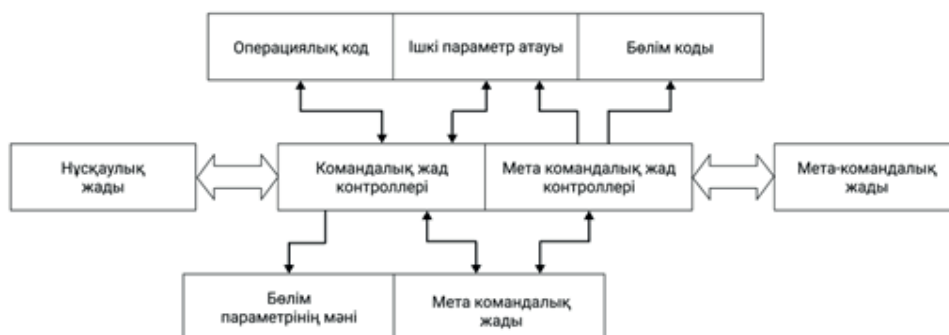 Операциялық код
Ішкі параметр атауы
Бөлім коды
Нұсқаулық
жады
Командалық жад
контроллері
Мета командалық жад
контроллері
Мета-командалық
жады
Бөлім
параметрінің мәні
Мета командалық
жады